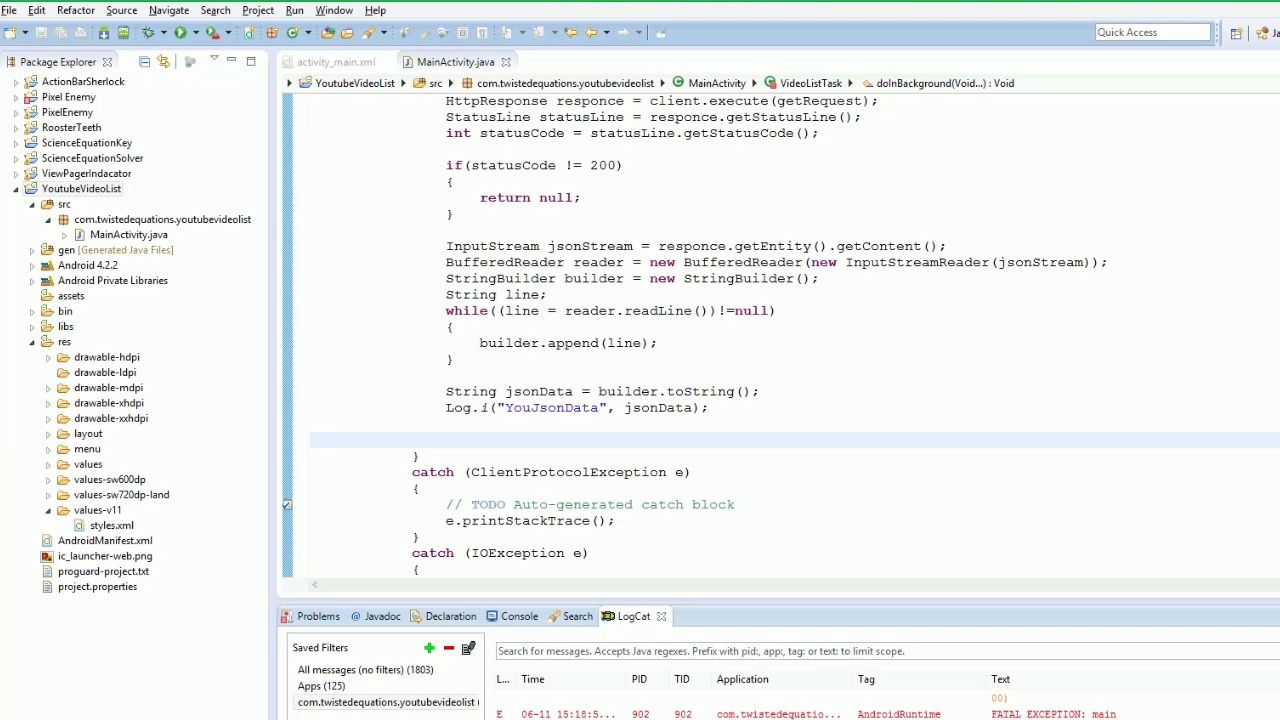 File Edit Refactor Source Navigate Search Project Run Window Help
Quick Access
Ja
Package Explorer
activity_main.xml
MainActivity.java
YoutubeVideoList
src
com.twistedequations.youtubevideolist
MainActivity
VideoListTask
doInBackground(Void...) : Void
ActionBarSherlock
Pixel Enemy
PixelEnemy
RoosterTeeth
ScienceEquationKey
ScienceEquationSolver
ViewPagerIndacator
YoutubeVideoList
src
com.twistedequations.youtubevideolist
MainActivity.java
gen [Generated Java Files]
Android 4.2.2
Android Private Libraries
assets
bin
libs
res
drawable-hdpi
drawable-ldpi
drawable-mdpi
drawable-xhdpi
drawable-xxhdpi
layout
menu
values
values-sw600dp
values-sw720dp-land
values-v11
styles.xml
AndroidManifest.xml
ic_launcher-web.png
proguard-project.txt
project.properties
HttpResponse responce = client.execute(getRequest);
StatusLine statusLine = responce.getStatusLine();
int statusCode = statusLine.getStatusCode();
if(statusCode != 200)
{
return null;
}
InputStream jsonStream = responce.getEntity().getContent();
BufferedReader reader = new BufferedReader(new InputStreamReader(jsonStream));
StringBuilder builder = new StringBuilder();
String line;
while((line = reader.readLine())!=null)
{
builder.append(line);
}
String jsonData = builder.toString();
Log.i("YouJsonData", jsonData);
}
catch (ClientProtocolException e)
{
// TODO Auto-generated catch block
e.printStackTrace();
}
catch (IOException e)
{
Problems
Javadoc
Declaration
Console
Search
LogCat
Saved Filters
All messages (no filters) (1803)
Apps (125)
com.twistedequations.youtubevideolist (
Search for messages. Accepts Java regexes. Prefix with pid:, app:, tag: or text: to limit scope.
L... Time PID TID Application Tag Text
00)
E 06-11 15:18:5... 902 902 com.twistedequatio... AndroidRuntime FATAL EXCEPTION: main